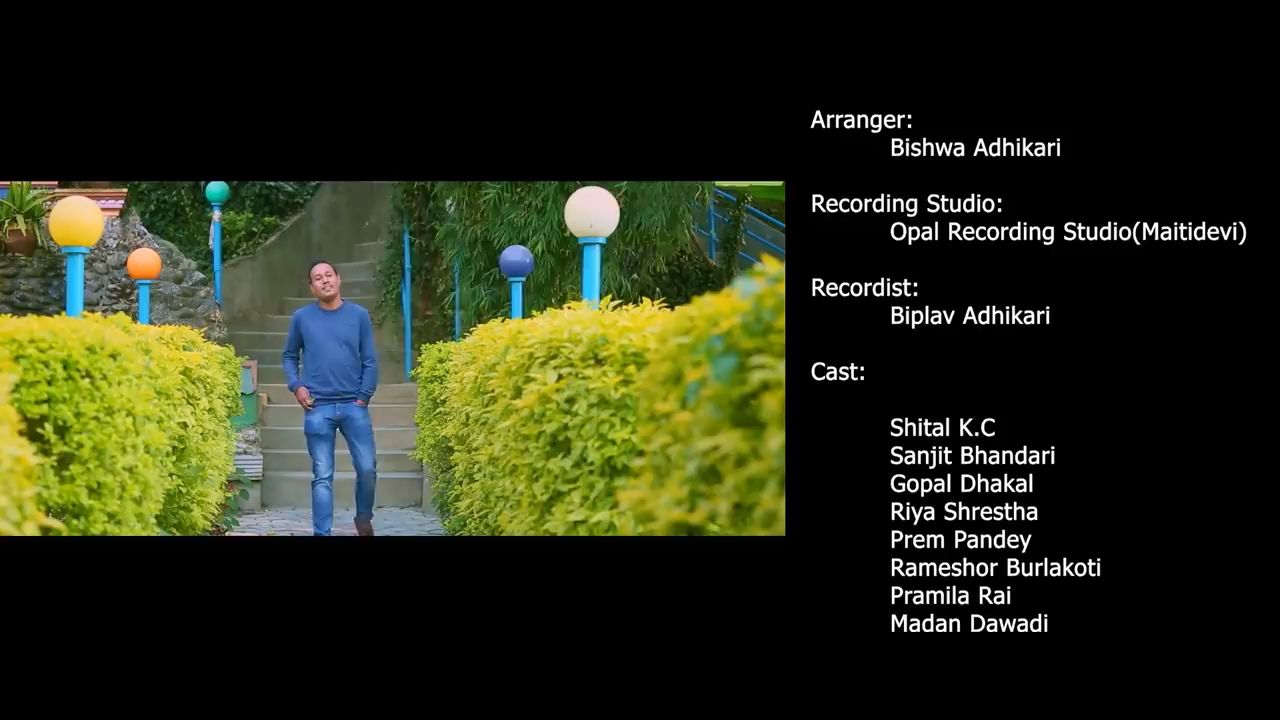 Arranger:
Bishwa Adhikari
Recording Studio:
Opal Recording Studio(Maitidevi)
Recordist:
Biplav Adhikari
Cast:
Shital K.C
Sanjit Bhandari
Gopal Dhakal
Riya Shrestha
Prem Pandey
Rameshor Burlakoti
Pramila Rai
Madan Dawadi